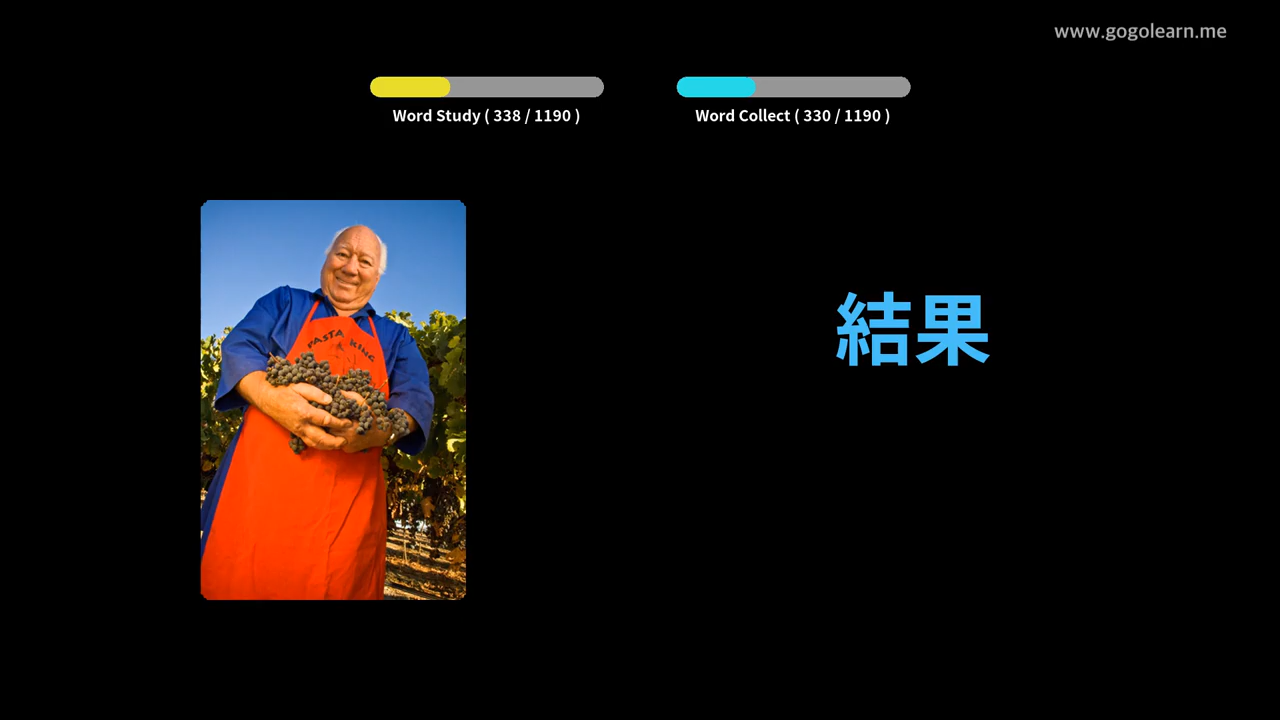 www.gogolearn.me
Word Study ( 338 / 1190 )
Word Collect ( 330 / 1190 )
結果
PASTA KING